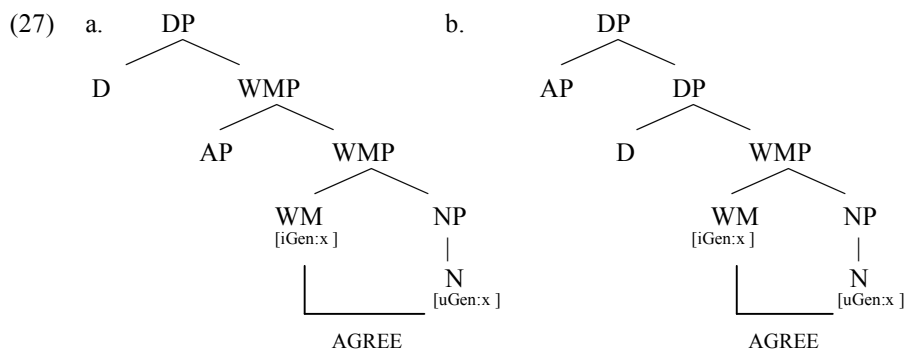 (27) a. DP b. DP
D WMP AP DP
AP WMP D WMP
WM NP WM NP
[iGen:x ] [iGen:x ]
N N
[uGen:x ] [uGen:x ]
AGREE AGREE